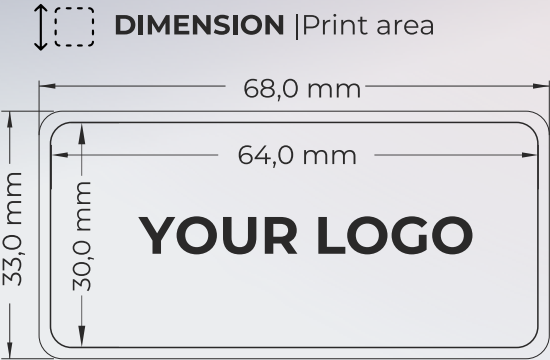 DIMENSION |Print area
68,0 mm
64,0 mm
33,0 mm
30,0 mm
YOUR LOGO